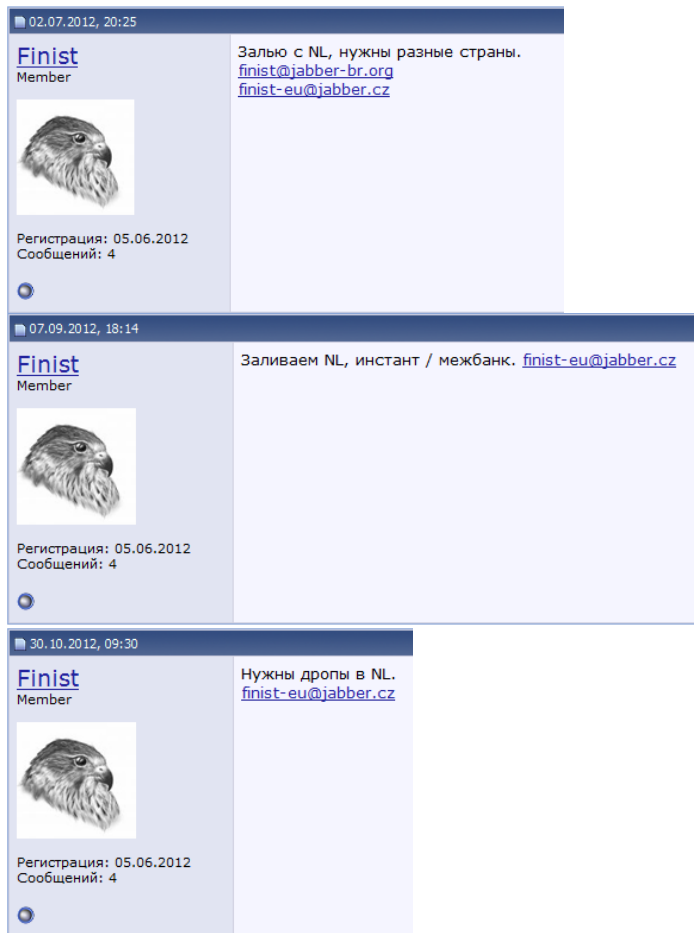 02.07.2012, 20:25
Finist
Member
Регистрация: 05.06.2012
Сообщений: 4
Залью с NL, нужны разные страны.
finist@jabber-br.org
finist-eu@jabber.cz
07.09.2012, 18:14
Finist
Member
Регистрация: 05.06.2012
Сообщений: 4
Заливаем NL, инстант / межбанк. finist-eu@jabber.cz
30.10.2012, 09:30
Finist
Member
Регистрация: 05.06.2012
Сообщений: 4
Нужны дропы в NL.
finist-eu@jabber.cz